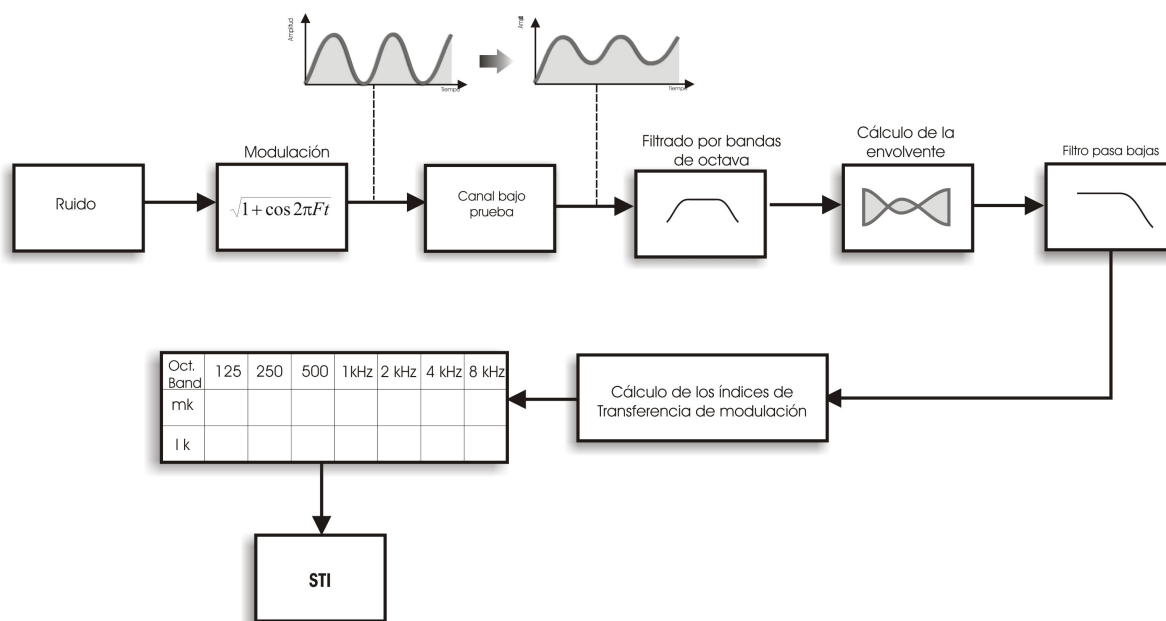 Amplitud
Tiempo
Tiempo
Modulación
Filtrado por bandas
de octava
Cálculo de la
envolvente
Filtro pasa bajas
Ruido
√1 + cos 2πFt
Canal bajo
prueba
Oct.
Band
125 250 500 1kHz 2 kHz 4 kHz 8 kHz
mk
I k
Cálculo de los índices de
Transferencia de modulación
STI